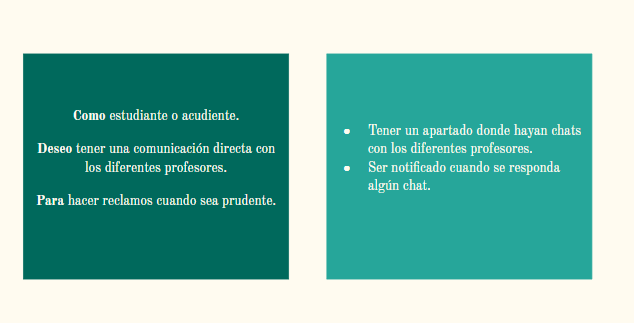 Como estudiante o acudiente.
Deseo tener una comunicación directa con
los diferentes profesores.
Para hacer reclamos cuando sea prudente.
● Tener un apartado donde hayan chats
con los diferentes profesores.
● Ser notificado cuando se responda
algún chat.